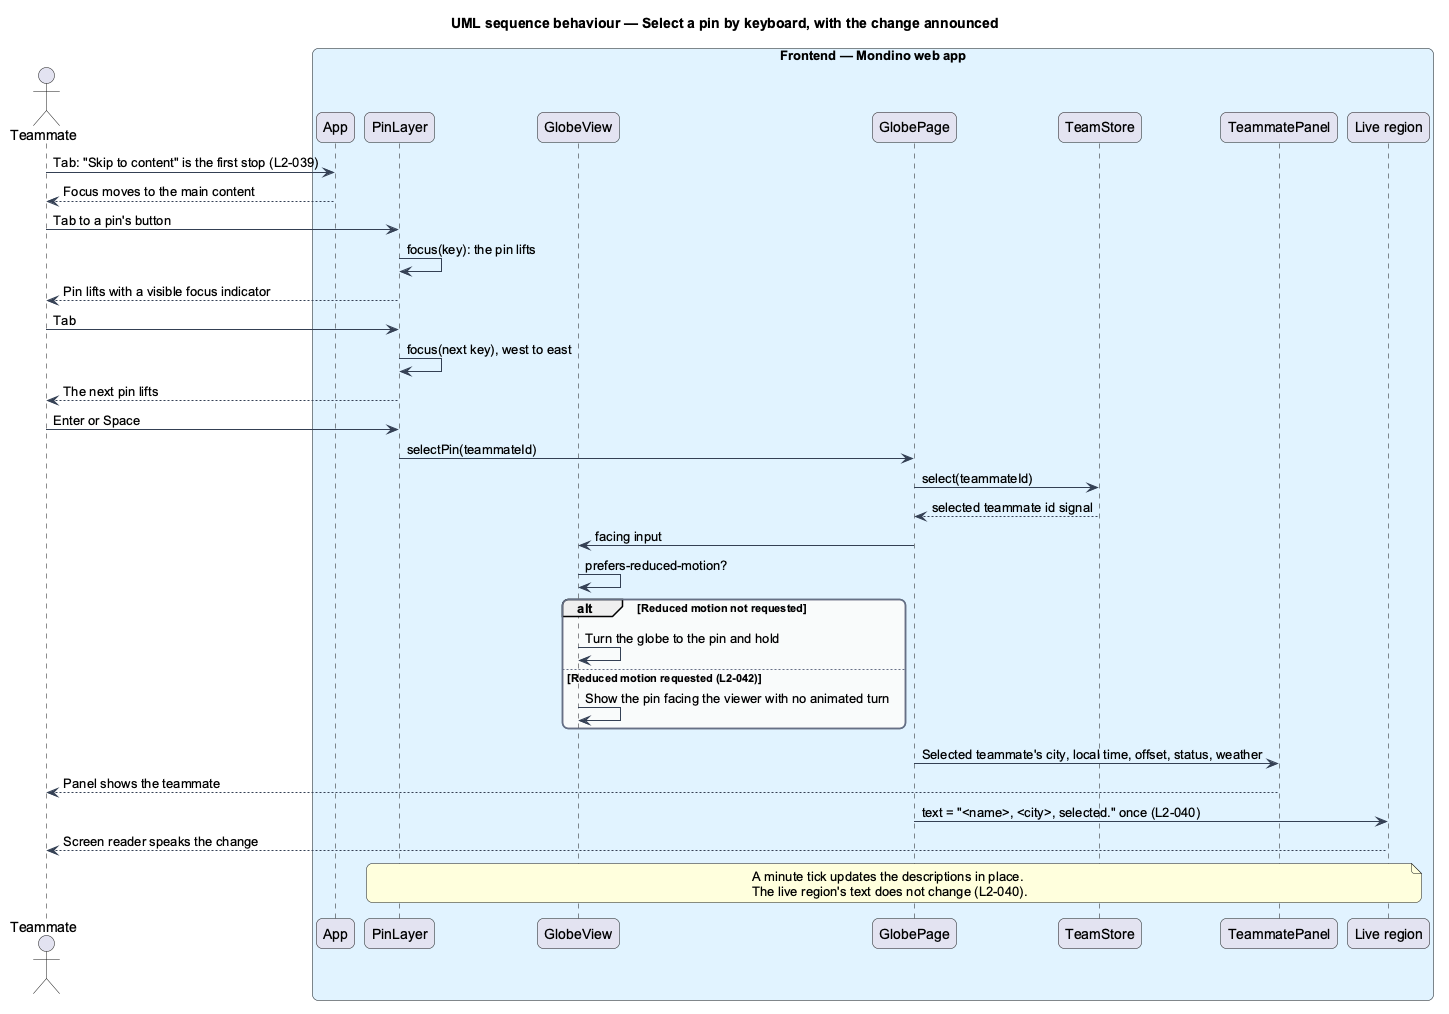 UML sequence behaviour — Select a pin by keyboard, with the change announced
Frontend — Mondino web app
Teammate
App
PinLayer
GlobeView
GlobePage
TeamStore
TeammatePanel
Live region
Tab: "Skip to content" is the first stop (L2-039)
Focus moves to the main content
Tab to a pin's button
focus(key): the pin lifts
Pin lifts with a visible focus indicator
Tab
focus(next key), west to east
The next pin lifts
Enter or Space
selectPin(teammateId)
select(teammateId)
selected teammate id signal
facing input
prefers-reduced-motion?
alt [Reduced motion not requested]
Turn the globe to the pin and hold
[Reduced motion requested (L2-042)]
Show the pin facing the viewer with no animated turn
Selected teammate's city, local time, offset, status, weather
Panel shows the teammate
text = "<name>, <city>, selected." once (L2-040)
Screen reader speaks the change
A minute tick updates the descriptions in place.
The live region's text does not change (L2-040).
Teammate
App
PinLayer
GlobeView
GlobePage
TeamStore
TeammatePanel
Live region